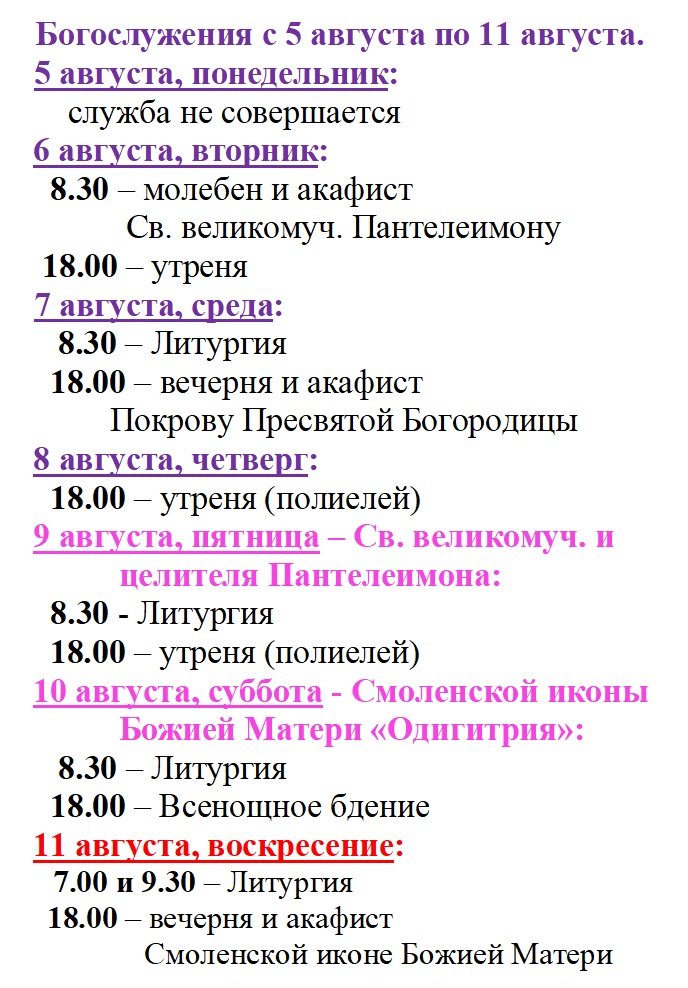 Богослужения с 5 августа по 11 августа.
5 августа, понедельник:
служба не совершается
6 августа, вторник:
8.30 – молебен и акафист
Св. великомуч. Пантелеимону
18.00 – утреня
7 августа, среда:
8.30 – Литургия
18.00 – вечерня и акафист
Покрову Пресвятой Богородицы
8 августа, четверг:
18.00 – утреня (полиелей)
9 августа, пятница – Св. великомуч. и
целителя Пантелеимона:
8.30 - Литургия
18.00 – утреня (полиелей)
10 августа, суббота - Смоленской иконы
Божией Матери «Одигитрия»:
8.30 – Литургия
18.00 – Всенощное бдение
11 августа, воскресение:
7.00 и 9.30 – Литургия
18.00 – вечерня и акафист
Смоленской иконе Божией Матери